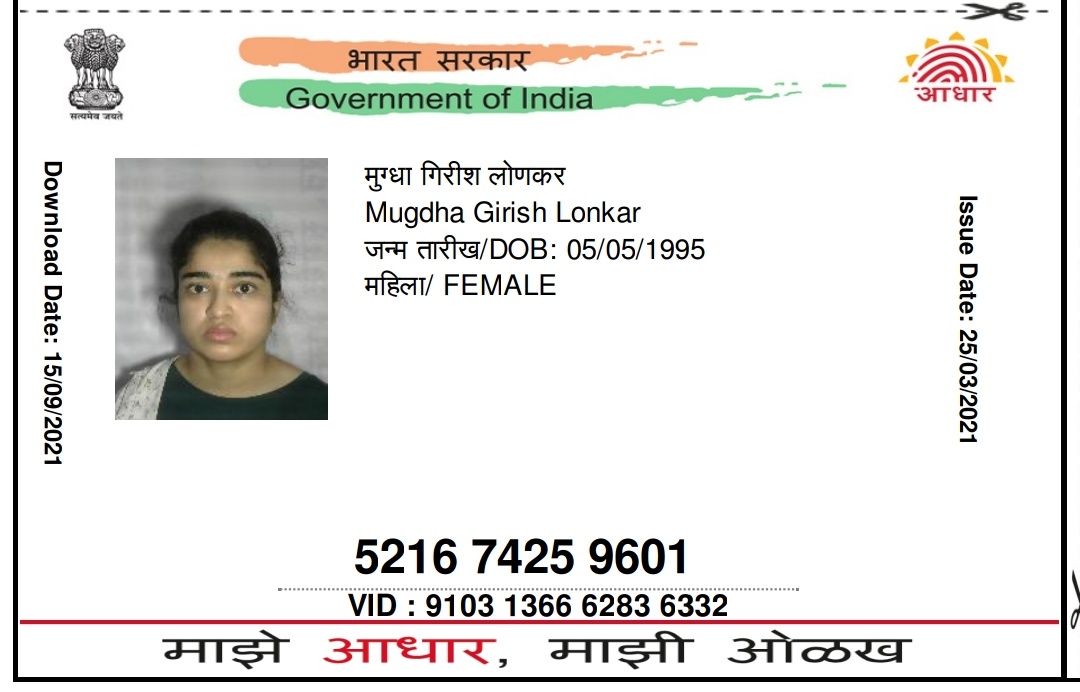 भारत सरकार
Government of India
सत्यमेव जयते
आधार
Download Date: 15/09/2021
मुग्धा गिरीश लोणकर
Mugdha Girish Lonkar
जन्म तारीख/DOB: 05/05/1995
महिला/ FEMALE
Issue Date: 25/03/2021
5216 7425 9601
VID : 9103 1366 6283 6332
माझे आधार, माझी ओळख